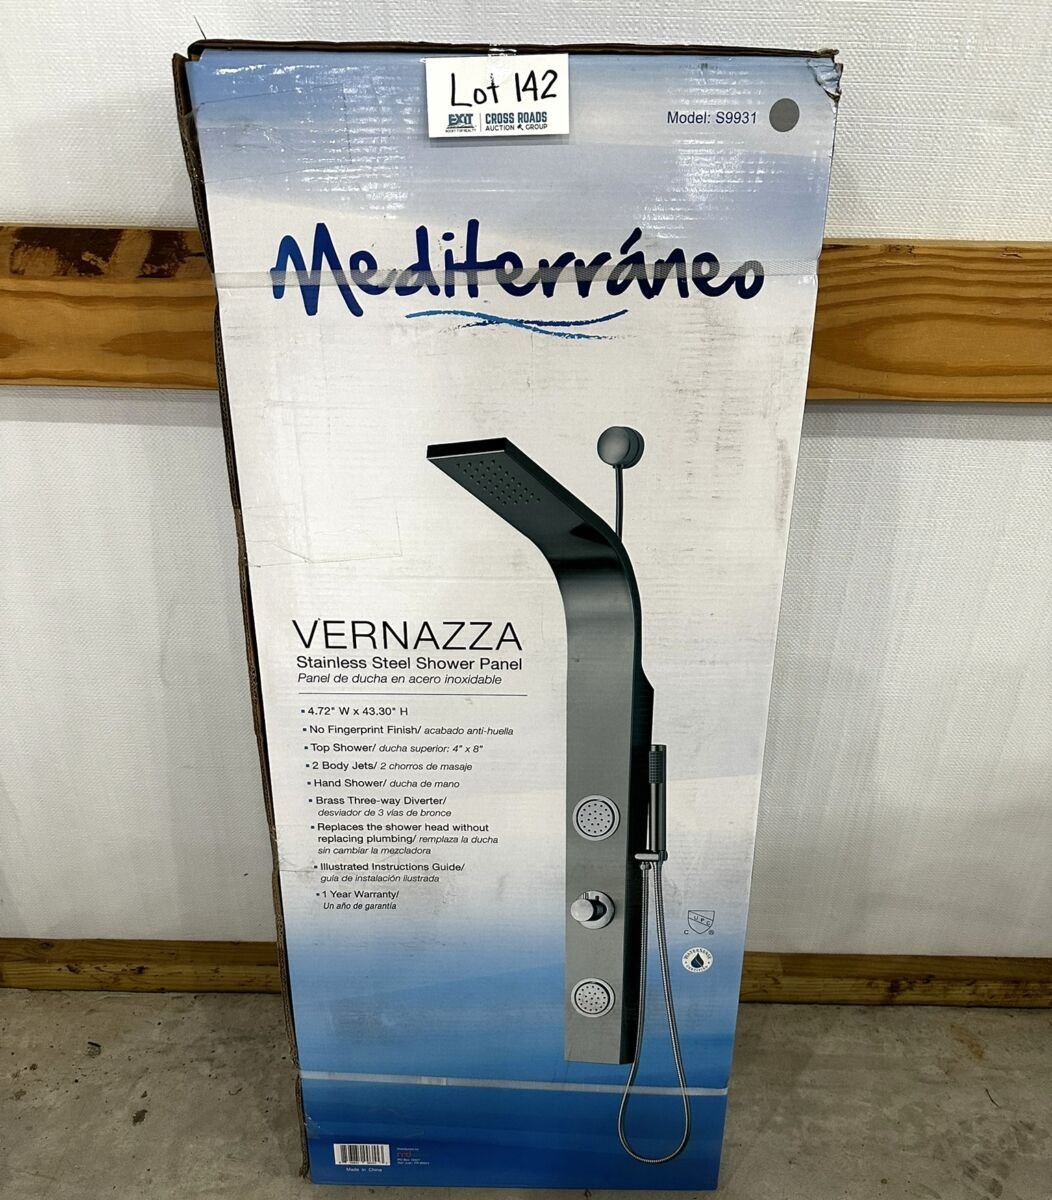 Lot 142
EXIT
ROCKY TOP REALTY
CROSS ROADS
AUCTION GROUP
Model: S9931
Mediterráneo
VERNAZZA
Stainless Steel Shower Panel
Panel de ducha en acero inoxidable
4.72" W x 43.30" H
No Fingerprint Finish/ acabado anti-huella
Top Shower/ ducha superior: 4" x 8"
2 Body Jets/ 2 chorros de masaje
Hand Shower/ ducha de mano
Brass Three-way Diverter/
desviador de 3 vías de bronce
Replaces the shower head without
replacing plumbing/ remplaza la ducha
sin cambiar la mezcladora
Illustrated Instructions Guide/
guía de instalación ilustrada
1 Year Warranty/
Un año de garantía
U.P.C
C ®
Made in China